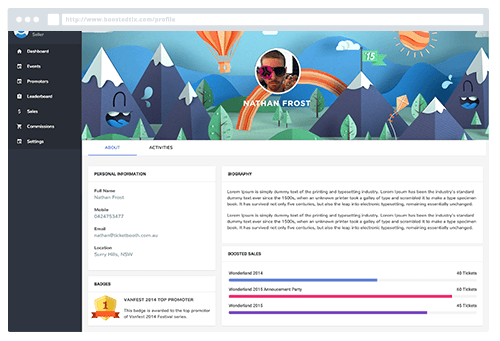 http://www.boostedtix.com/profile
Seller
Dashboard
Events
Promoters
Leaderboard
Sales
Commissions
Settings
15
NATHAN FROST
ABOUT
ACTIVITIES
PERSONAL INFORMATION
Full Name
Nathan Frost
Mobile
0424753477
Email
nathan@ticketbooth.com.au
Location
Surry Hills, NSW
BADGES
1
VANFEST 2014 TOP PROMOTER
This badge is awarded to the top promoter
of Vanfest 2014 Festival series.
BIOGRAPHY
Lorem Ipsum is simply dummy text of the printing and typesetting industry. Lorem Ipsum has been the industry's standard
dummy text ever since the 1500s, when an unknown printer took a galley of type and scrambled it to make a type specimen
book. It has survived not only five centuries, but also the leap into electronic typesetting, remaining essentially unchanged.
Lorem Ipsum is simply dummy text of the printing and typesetting industry. Lorem Ipsum has been the industry's standard
dummy text ever since the 1500s, when an unknown printer took a galley of type and scrambled it to make a type specimen
book. It has survived not only five centuries, but also the leap into electronic typesetting, remaining essentially unchanged.
BOOSTED SALES
Wonderland 2014
40 Tickets
Wonderland 2013 Announcement Party
60 Tickets
Wonderland 2013
45 Tickets